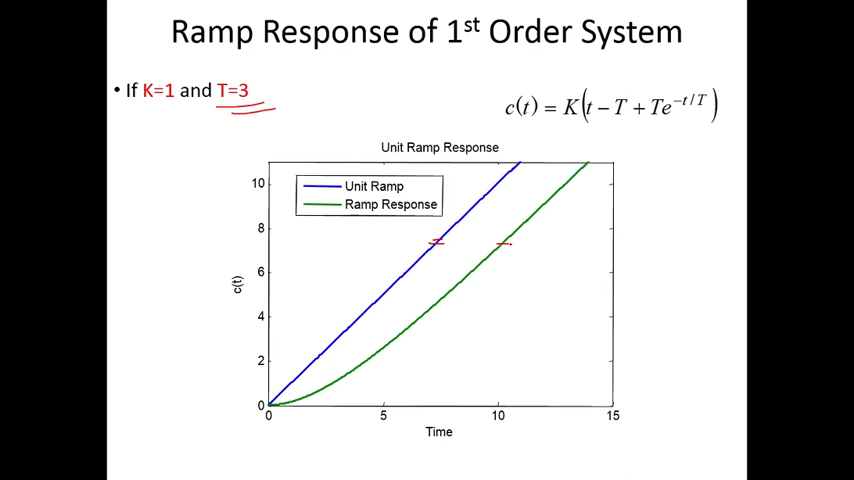 Ramp Response of 1st Order System
• If K=1 and T=3
c(t) = K(t − T + Te^{−t/T})
Unit Ramp Response
10
8
6
4
2
0
c(t)
Unit Ramp
Ramp Response
0 5 10 15
Time